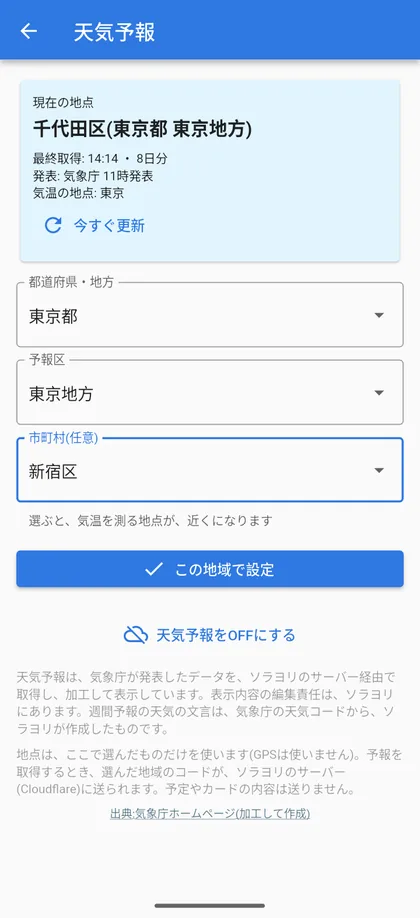 天気予報
現在の地点
千代田区(東京都 東京地方)
最終取得: 14:14 ・ 8日分
発表: 気象庁 11時発表
気温の地点: 東京
今すぐ更新
都道府県・地方
東京都
予報区
東京地方
市町村(任意)
新宿区
選ぶと、気温を測る地点が、近くになります
この地域で設定
天気予報をOFFにする
天気予報は、気象庁が発表したデータを、ソラヨリのサーバー経由で
取得し、加工して表示しています。表示内容の編集責任は、ソラヨリ
にあります。週間予報の天気の文言は、気象庁の天気コードから、ソ
ラヨリが作成したものです。
地点は、ここで選んだものだけを使います(GPSは使いません)。予報を
取得するとき、選んだ地域のコードが、ソラヨリのサーバー
(Cloudflare)に送られます。予定やカードの内容は送りません。
出典:気象庁ホームページ(加工して作成)